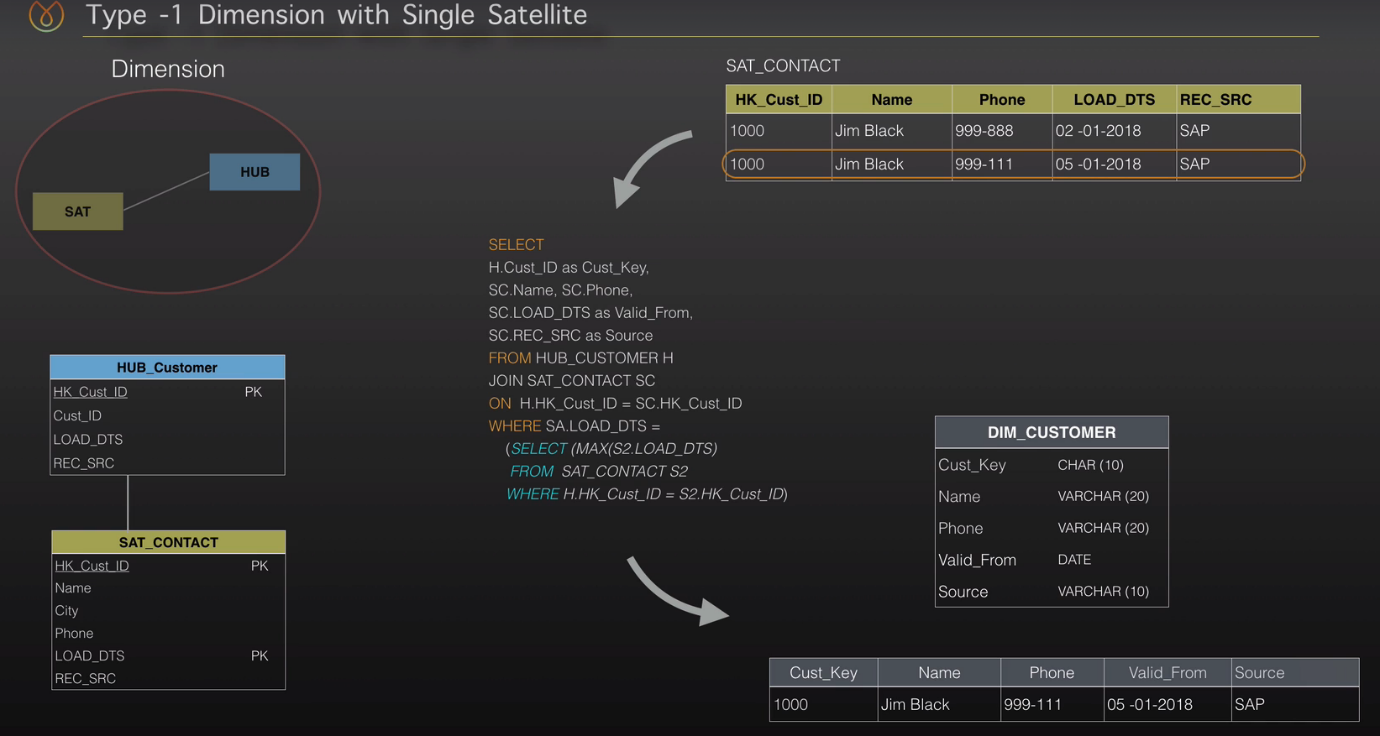 Type -1 Dimension with Single Satellite
Dimension
HUB
SAT
SAT_CONTACT
HK_Cust_ID Name Phone LOAD_DTS REC_SRC
1000 Jim Black 999-888 02 -01-2018 SAP
1000 Jim Black 999-111 05 -01-2018 SAP
SELECT
H.Cust_ID as Cust_Key,
SC.Name, SC.Phone,
SC.LOAD_DTS as Valid_From,
SC.REC_SRC as Source
FROM HUB_CUSTOMER H
JOIN SAT_CONTACT SC
ON H.HK_Cust_ID = SC.HK_Cust_ID
WHERE SA.LOAD_DTS =
(SELECT (MAX(S2.LOAD_DTS)
FROM SAT_CONTACT S2
WHERE H.HK_Cust_ID = S2.HK_Cust_ID)
HUB_Customer
HK_Cust_ID PK
Cust_ID
LOAD_DTS
REC_SRC
SAT_CONTACT
HK_Cust_ID PK
Name
City
Phone
LOAD_DTS PK
REC_SRC
DIM_CUSTOMER
Cust_Key CHAR (10)
Name VARCHAR (20)
Phone VARCHAR (20)
Valid_From DATE
Source VARCHAR (10)
Cust_Key Name Phone Valid_From Source
1000 Jim Black 999-111 05 -01-2018 SAP